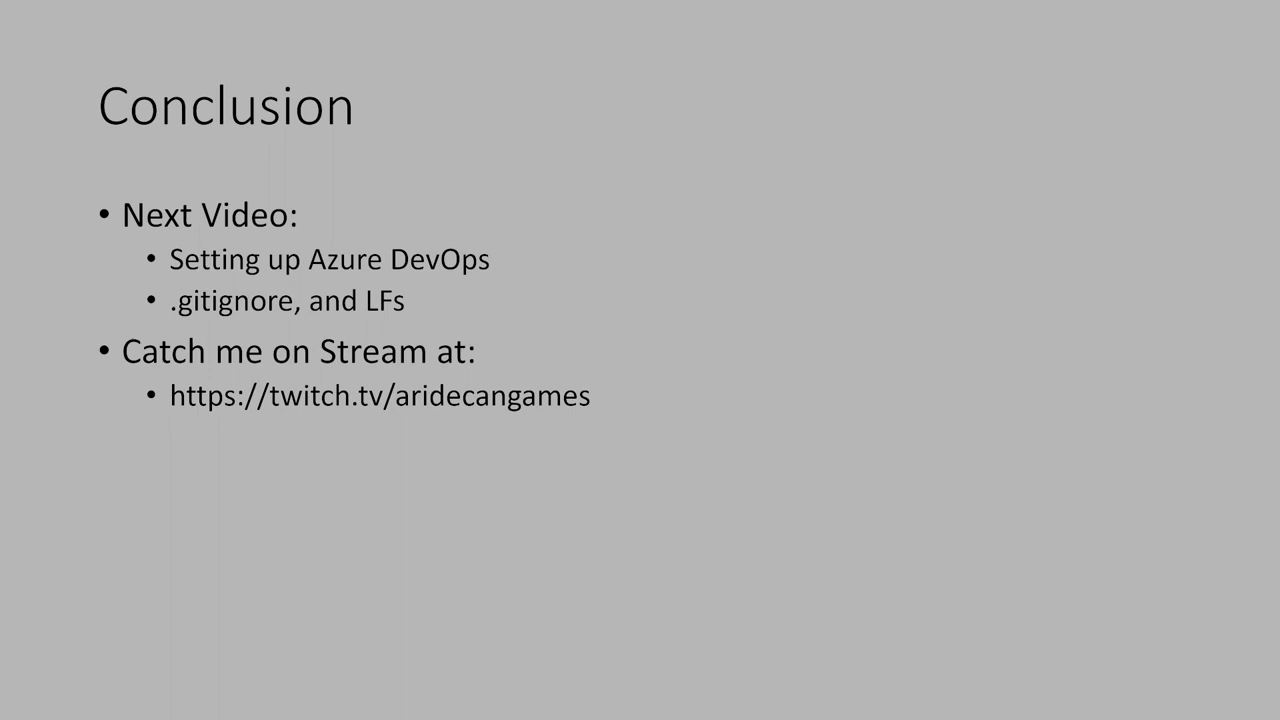 Conclusion
• Next Video:
• Setting up Azure DevOps
• .gitignore, and LFs
• Catch me on Stream at:
• https://twitch.tv/aridecangames